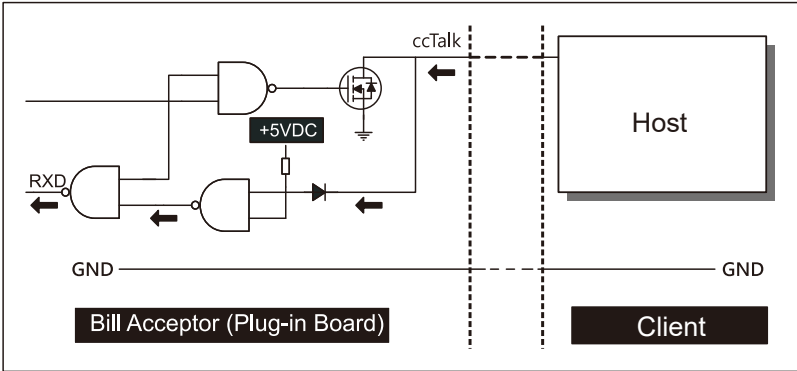 ccTalk
Host
+5VDC
RXD
GND
GND
Bill Acceptor (Plug-in Board)
Client